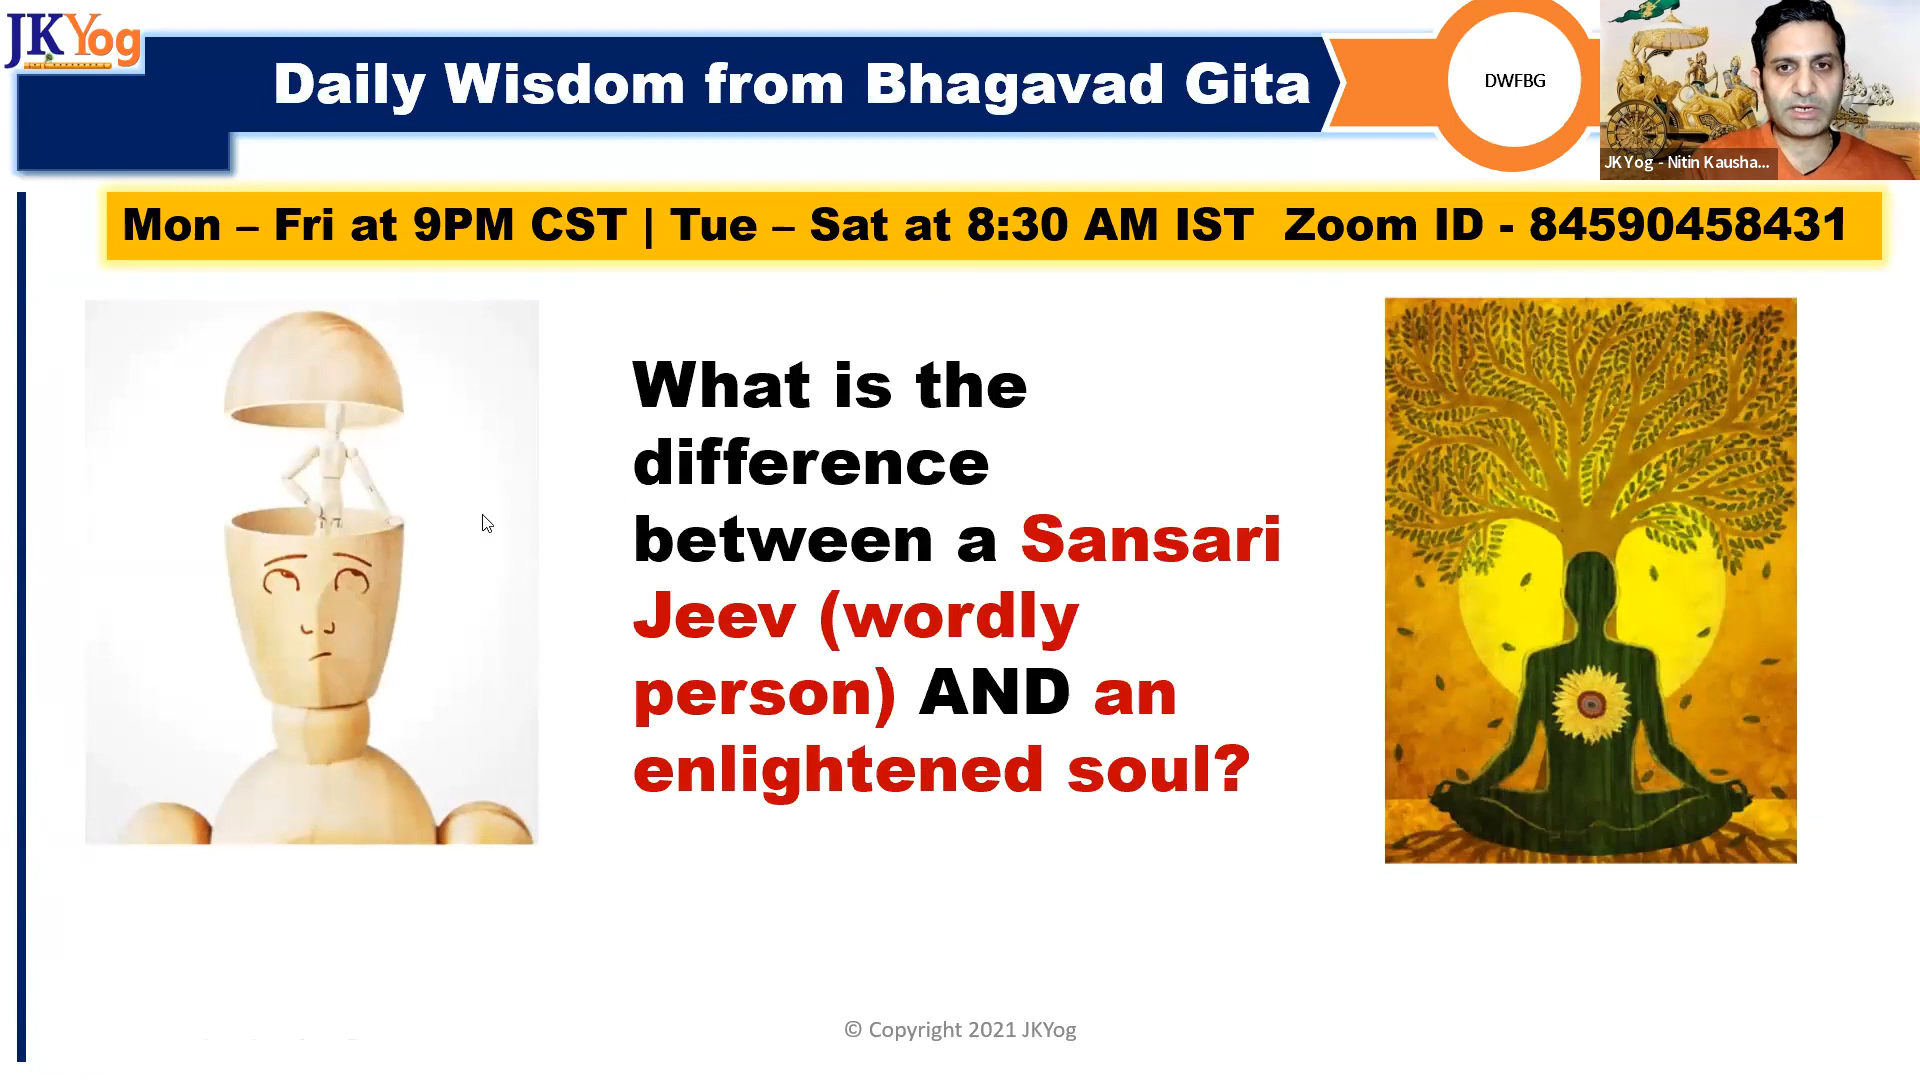 JKYog
Daily Wisdom from Bhagavad Gita
DWFBG
JKYog - Nitin Kausha...
Mon – Fri at 9PM CST | Tue – Sat at 8:30 AM IST Zoom ID - 84590458431
What is the
difference
between a Sansari
Jeev (wordly
person) AND an
enlightened soul?
© Copyright 2021 JKYog